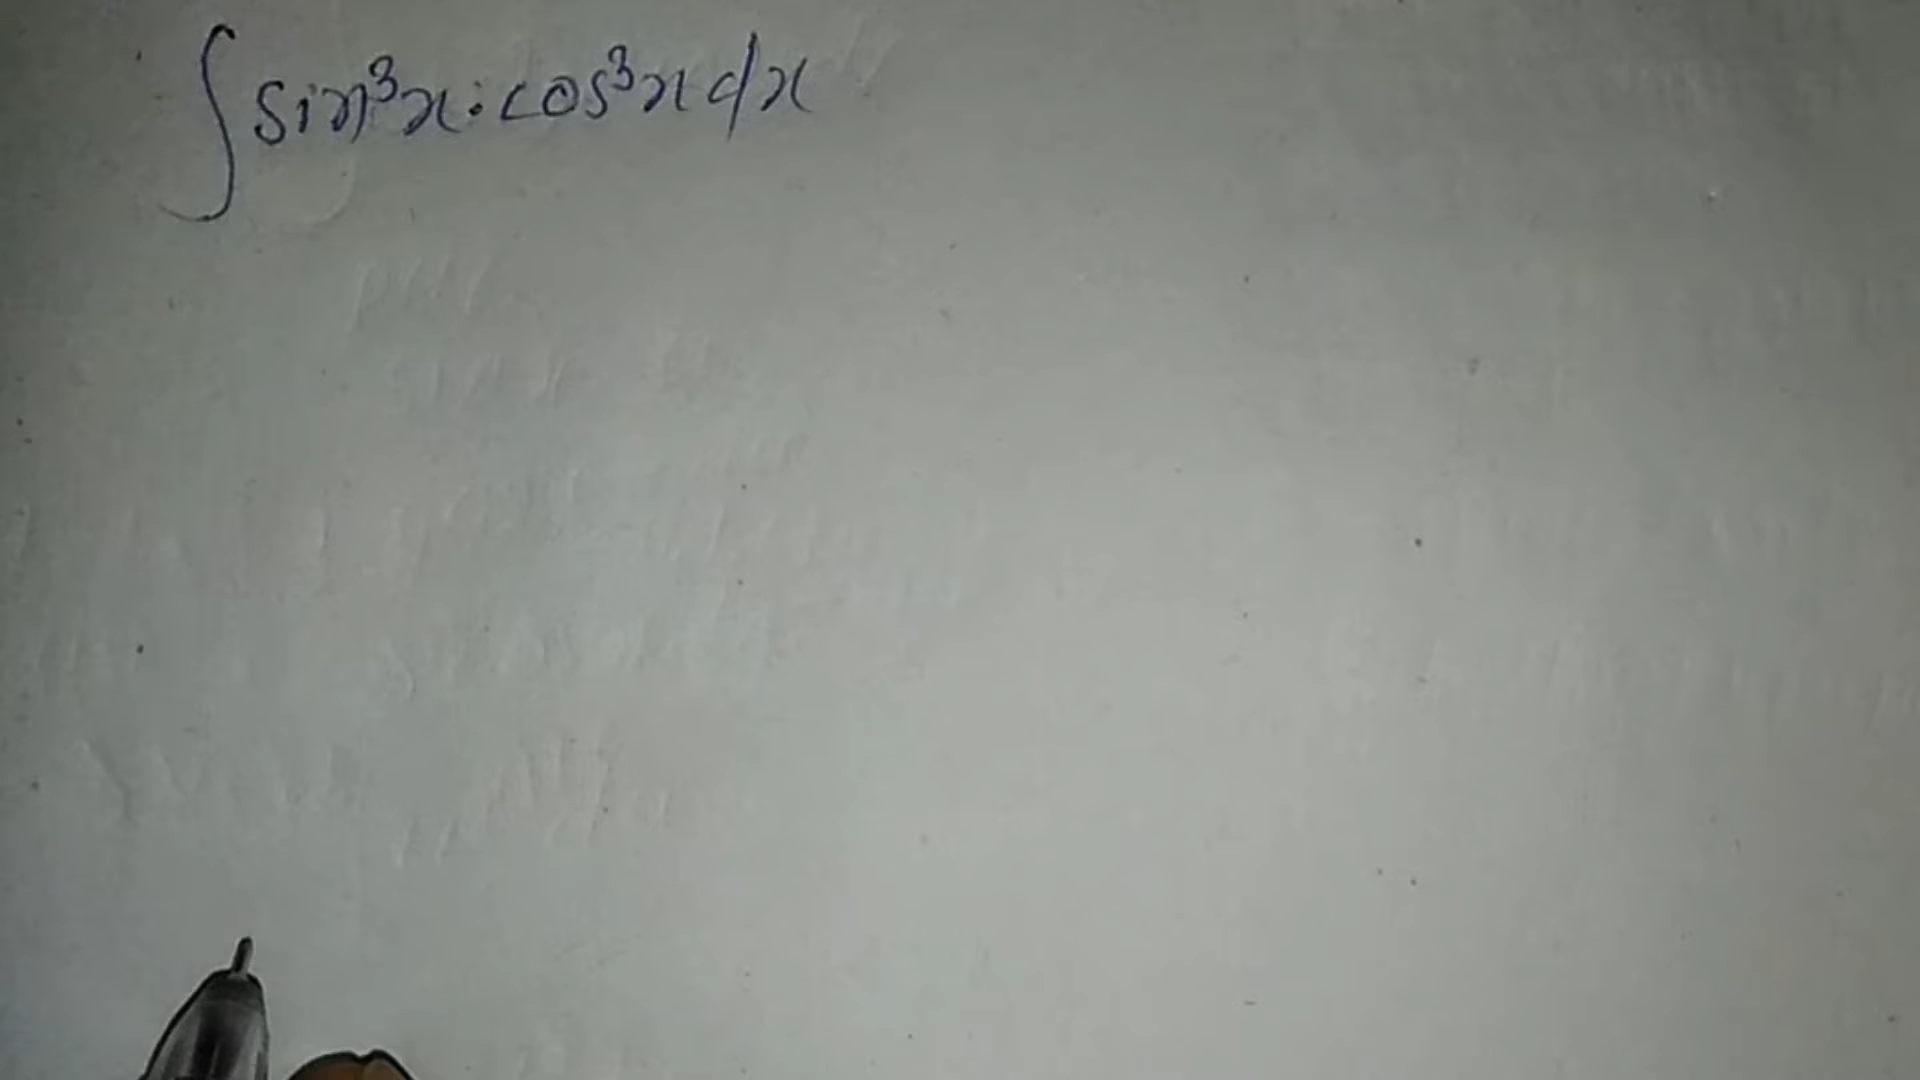 ∫ sin³x · cos³x dx